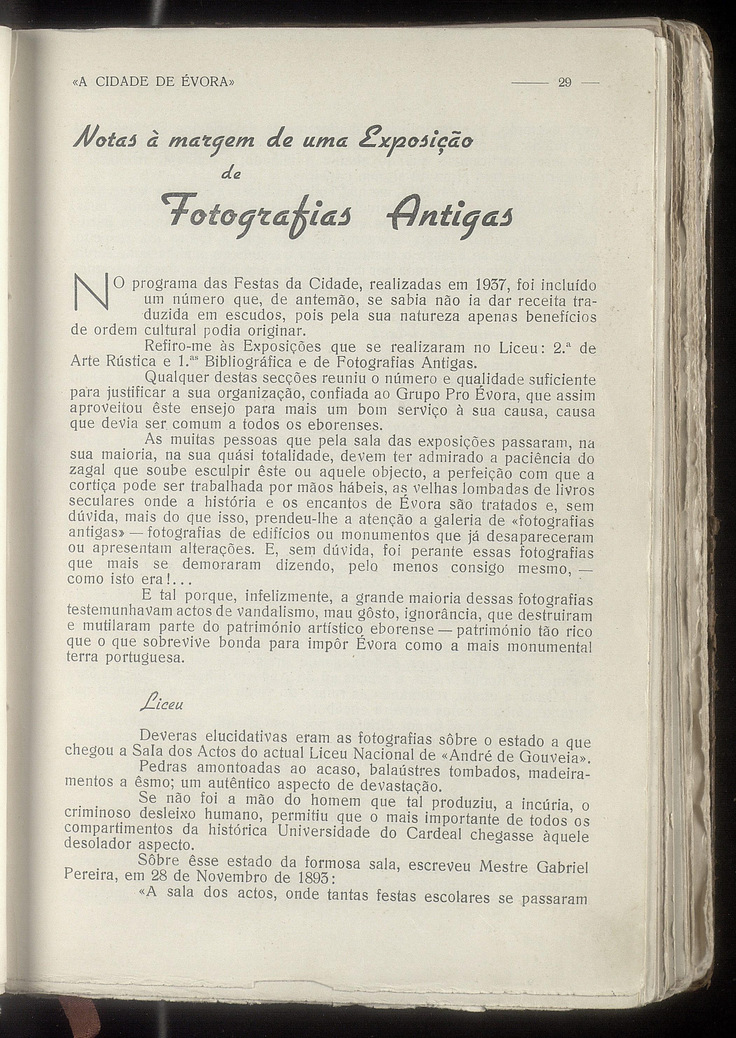 «A CIDADE DE ÉVORA» —— 29 —
Notas à margem de uma Exposição
de
Fotografias Antigas
NO programa das Festas da Cidade, realizadas em 1937, foi incluído
um número que, de antemão, se sabia não ia dar receita tra-
duzida em escudos, pois pela sua natureza apenas benefícios
de ordem cultural podia originar.
Refiro-me às Exposições que se realizaram no Liceu: 2.ª de
Arte Rústica e 1.as Bibliográfica e de Fotografias Antigas.
Qualquer destas secções reuniu o número e qualidade suficiente
para justificar a sua organização, confiada ao Grupo Pro Évora, que assim
aproveitou êste ensejo para mais um bom serviço à sua causa, causa
que devia ser comum a todos os eborenses.
As muitas pessoas que pela sala das exposições passaram, na
sua maioria, na sua quási totalidade, devem ter admirado a paciência do
zagal que soube esculpir êste ou aquele objecto, a perfeição com que a
cortiça pode ser trabalhada por mãos hábeis, as velhas lombadas de livros
seculares onde a história e os encantos de Évora são tratados e, sem
dúvida, mais do que isso, prendeu-lhe a atenção a galeria de «fotografias
antigas» — fotografias de edifícios ou monumentos que já desapareceram
ou apresentam alterações. E, sem dúvida, foi perante essas fotografias
que mais se demoraram dizendo, pelo menos consigo mesmo, —
como isto era!...
E tal porque, infelizmente, a grande maioria dessas fotografias
testemunhavam actos de vandalismo, mau gôsto, ignorância, que destruiram
e mutilaram parte do património artístico eborense — património tão rico
que o que sobrevive bonda para impôr Évora como a mais monumental
terra portuguesa.
Liceu
Deveras elucidativas eram as fotografias sôbre o estado a que
chegou a Sala dos Actos do actual Liceu Nacional de «André de Gouveia».
Pedras amontoadas ao acaso, balaústres tombados, madeira-
mentos a êsmo; um autêntico aspecto de devastação.
Se não foi a mão do homem que tal produziu, a incúria, o
criminoso desleixo humano, permitiu que o mais importante de todos os
compartimentos da histórica Universidade do Cardeal chegasse àquele
desolador aspecto.
Sôbre êsse estado da formosa sala, escreveu Mestre Gabriel
Pereira, em 28 de Novembro de 1893:
«A sala dos actos, onde tantas festas escolares se passaram